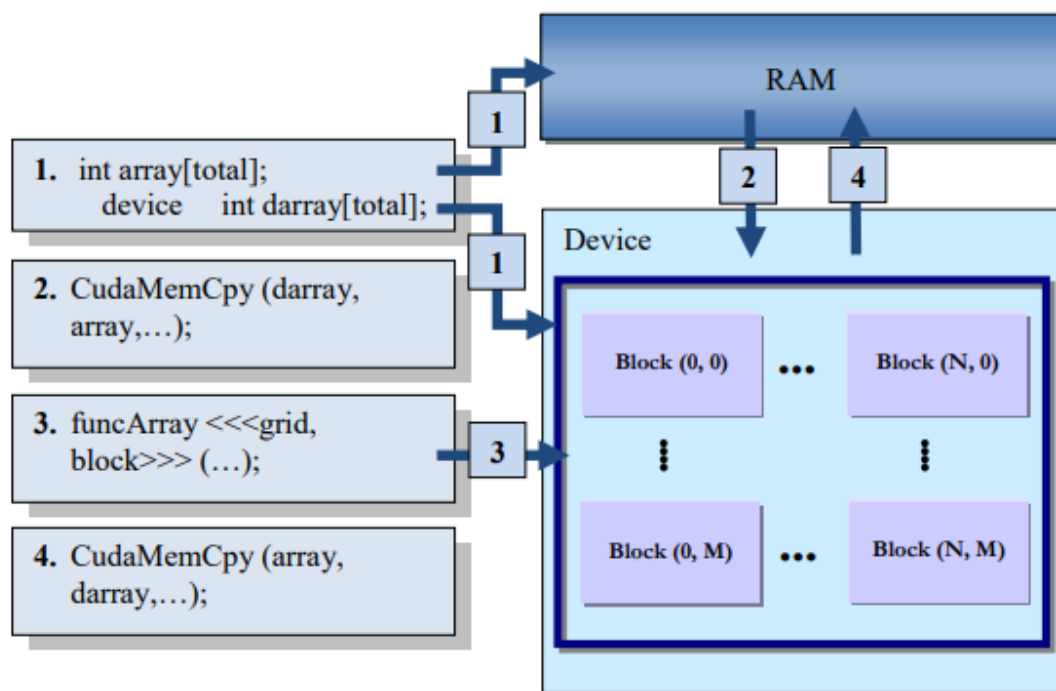 RAM
1
1. int array[total];
device int darray[total];
2
4
Device
1
2. CudaMemCpy (darray,
array,…);
Block (0, 0)
•••
Block (N, 0)
3. funcArray <<<grid,
block>>> (…);
3
4. CudaMemCpy (array,
darray,…);
Block (0, M)
•••
Block (N, M)